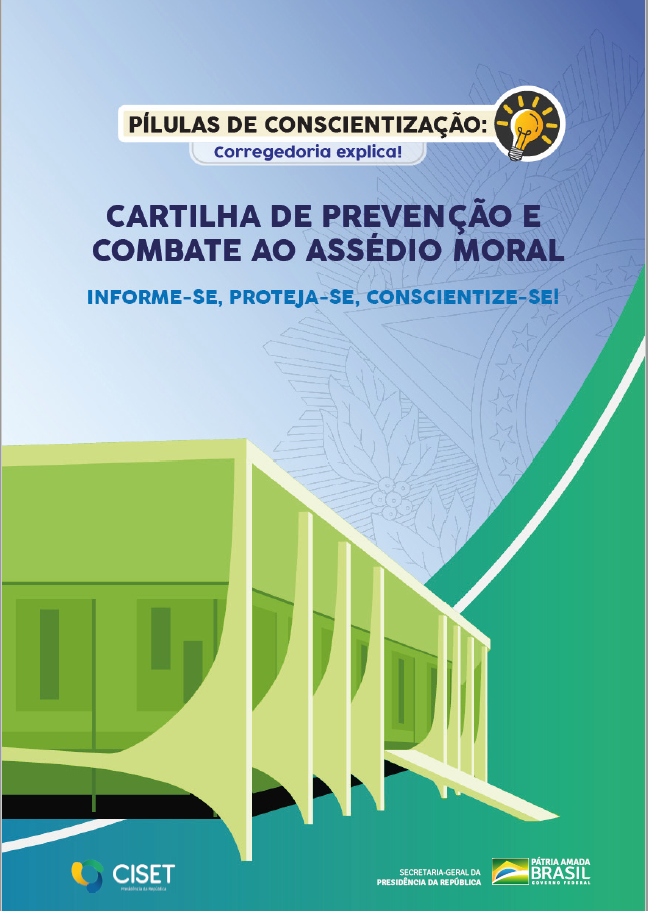 PÍLULAS DE CONSCIENTIZAÇÃO:
Corregedoria explica!
CARTILHA DE PREVENÇÃO E
COMBATE AO ASSÉDIO MORAL
INFORME-SE, PROTEJA-SE, CONSCIENTIZE-SE!
CISET
Presidência da República
SECRETARIA-GERAL DA
PRESIDÊNCIA DA REPÚBLICA
PÁTRIA AMADA
BRASIL
GOVERNO FEDERAL